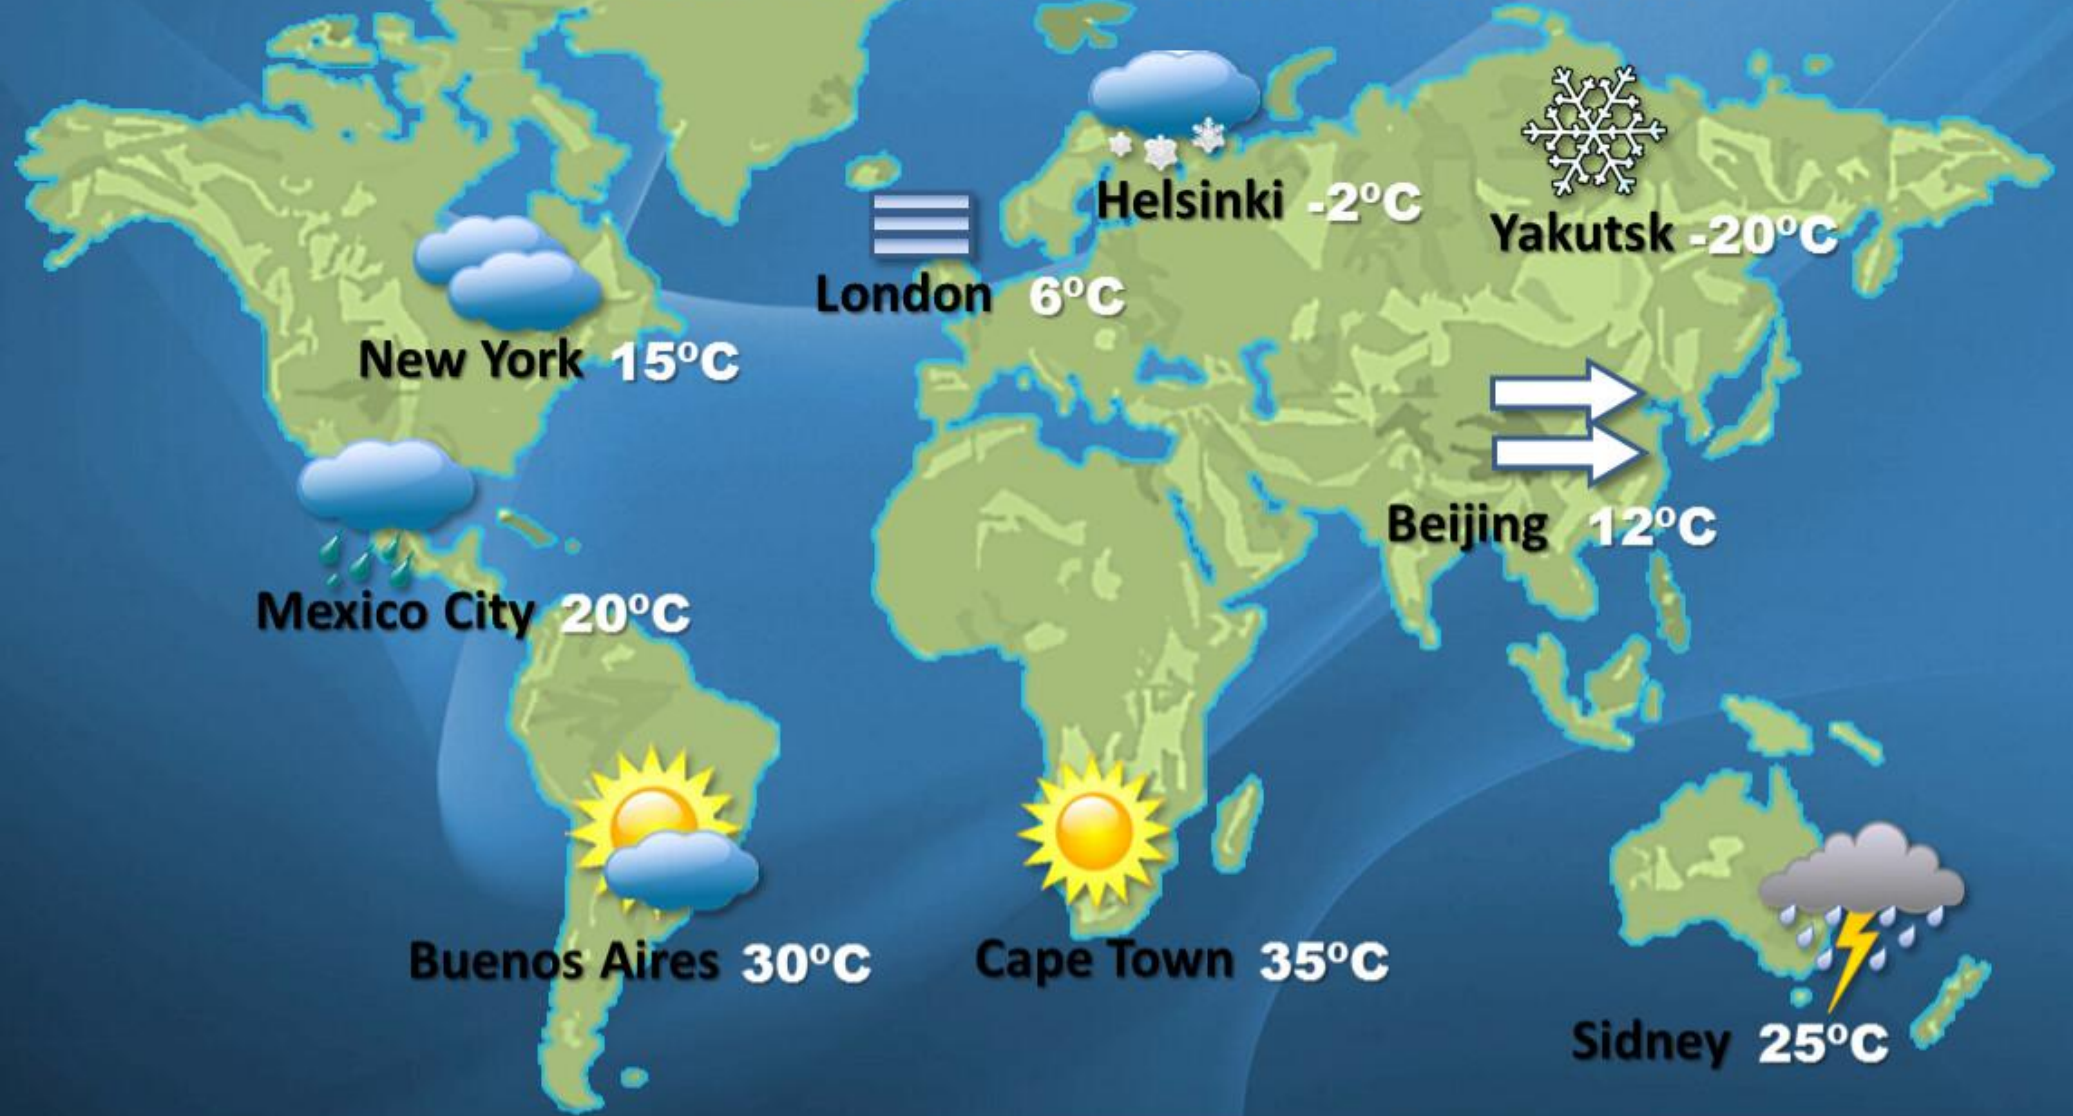 Helsinki -2ºC
Yakutsk -20ºC
London 6ºC
New York 15ºC
Beijing 12ºC
Mexico City 20ºC
Buenos Aires 30ºC
Cape Town 35ºC
Sidney 25ºC